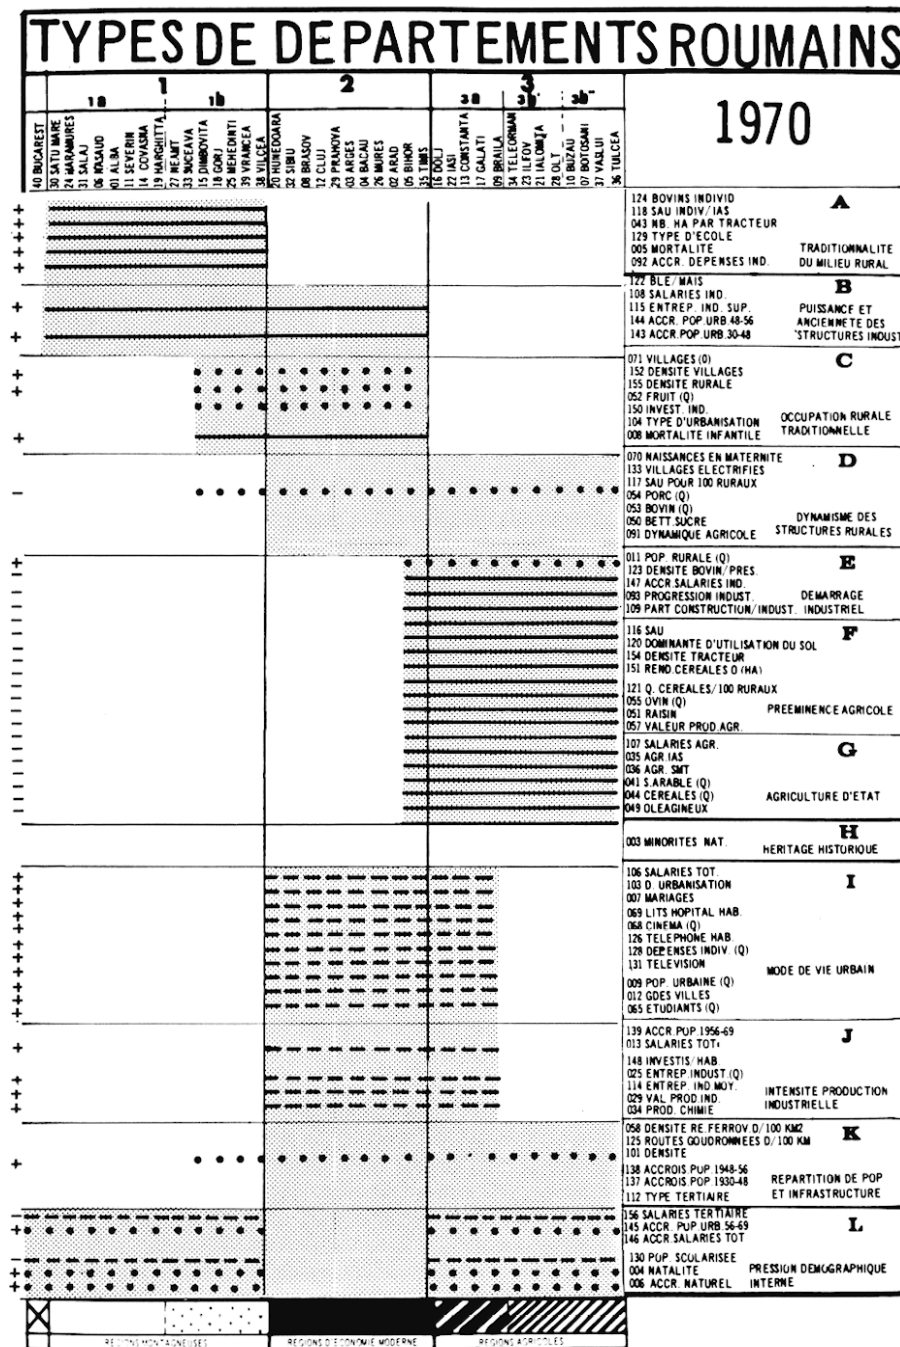 TYPES DE DEPARTEMENTS ROUMAINS
1 2 3
1a 1b 3a 3b' 3b"
1970
40 BUCAREST
30 SATU MARE
24 MARAMURES
31 SALAJ
06 NASAUD
01 ALBA
11 SEVERIN
14 COVASNA
19 HARGHITTA
27 NEAMT
33 SUCEAVA
15 DIMBOVITA
18 GORJ
25 MEHEDINTI
39 VRANCEA
38 VILCEA
20 HUNEDOARA
32 SIBIU
08 BRASOV
12 CLUJ
29 PRAHOVA
03 ARGES
04 BACAU
26 MURES
02 ARAD
05 BIHOR
35 TIMIS
16 DOLJ
22 IASI
13 CONSTANTA
17 GALATI
09 BRAILA
34 TELEORMAN
23 ILFOV
21 IALOMITA
28 OLT
10 BUZAU
07 BOTOSANI
37 VASLUI
36 TULCEA
124 BOVINS INDIVID
118 SAU INDIV/IAS
043 NB. HA PAR TRACTEUR
129 TYPE D'ECOLE
005 MORTALITE
092 ACCR. DEPENSES IND.
A
TRADITIONNALITE
DU MILIEU RURAL
122 BLE/MAIS
108 SALARIES IND.
115 ENTREP. IND. SUP.
144 ACCR. POP. URB. 48-56
143 ACCR. POP. URB. 30-48
B
PUISSANCE ET
ANCIENNETE DES
STRUCTURES INDUST
071 VILLAGES (Q)
152 DENSITE VILLAGES
155 DENSITE RURALE
052 FRUIT (Q)
150 INVEST. IND.
104 TYPE D'URBANISATION
008 MORTALITE INFANTILE
C
OCCUPATION RURALE
TRADITIONNELLE
070 NAISSANCES EN MATERNITE
133 VILLAGES ELECTRIFIES
117 SAU POUR 100 RURAUX
054 PORC (Q)
053 BOVIN (Q)
050 BETT. SUCRE
091 DYNAMIQUE AGRICOLE
D
DYNAMISME DES
STRUCTURES RURALES
011 POP. RURALE (Q)
123 DENSITE BOVIN/PRES.
147 ACCR. SALARIES IND.
093 PROGRESSION INDUST.
109 PART CONSTRUCTION/INDUST.
E
DEMARRAGE
INDUSTRIEL
116 SAU
120 DOMINANTE D'UTILISATION DU SOL
154 DENSITE TRACTEUR
151 REND. CEREALES Q (HA)
121 Q. CEREALES/100 RURAUX
055 OVIN (Q)
051 RAISIN
057 VALEUR PROD. AGR.
F
PREEMINENCE AGRICOLE
107 SALARIES AGR.
035 AGR. IAS
036 AGR. SMT
041 S. ARABLE (Q)
044 CEREALES (Q)
049 OLEAGINEUX
G
AGRICULTURE D'ETAT
003 MINORITES NAT.
H
HERITAGE HISTORIQUE
106 SALARIES TOT.
103 D. URBANISATION
007 MARIAGES
069 LITS HOPITAL HAB.
068 CINEMA (Q)
126 TELEPHONE HAB.
128 DEPENSES INDIV. (Q)
131 TELEVISION
009 POP. URBAINE (Q)
012 GDES VILLES
065 ETUDIANTS (Q)
I
MODE DE VIE URBAIN
139 ACCR. POP. 1956-69
013 SALARIES TOT.
148 INVESTIS/HAB
025 ENTREP. INDUST. (Q)
114 ENTREP. IND. MOY.
029 VAL PROD. IND.
034 PROD. CHIMIE
J
INTENSITE PRODUCTION
INDUSTRIELLE
058 DENSITE RE. FERROV. D/100 KM2
125 ROUTES GOUDRONNEES D/100 KM
101 DENSITE
138 ACCROIS. POP. 1948-56
137 ACCROIS. POP. 1930-48
112 TYPE TERTIAIRE
K
REPARTITION DE POP
ET INFRASTRUCTURE
156 SALARIES TERTIAIRE
145 ACCR. PUP URB. 56-69
146 ACCR. SALARIES TOT
130 POP. SCOLARISEE
004 NATALITE
006 ACCR. NATUREL
L
PRESSION DEMOGRAPHIQUE
INTERNE
REGIONS MONTAGNEUSES
REGIONS D'ECONOMIE MODERNE
REGIONS AGRICOLES